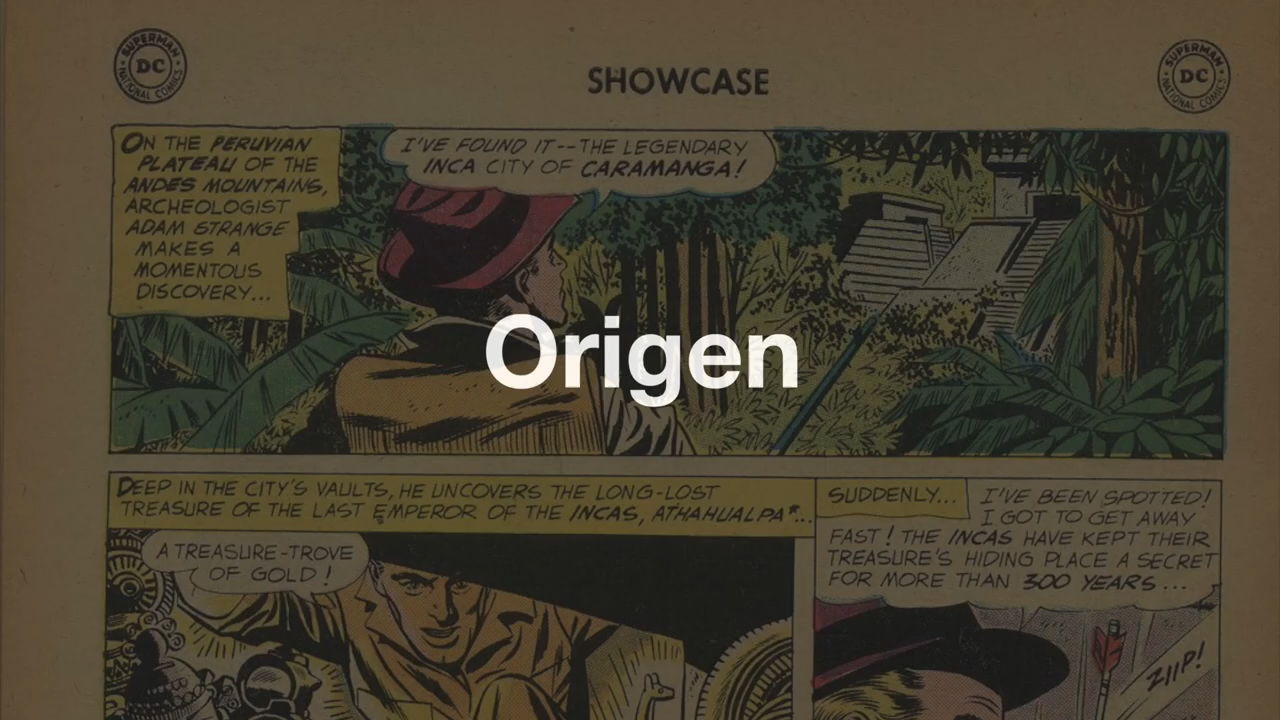 SUPERMAN
DC
NATIONAL COMICS
SHOWCASE
SUPERMAN
DC
NATIONAL COMICS
ON THE PERUVIAN
PLATEAU OF THE
ANDES MOUNTAINS,
ARCHEOLOGIST
ADAM STRANGE
MAKES A
MOMENTOUS
DISCOVERY...
I'VE FOUND IT--THE LEGENDARY
INCA CITY OF CARAMANGA!
Origen
DEEP IN THE CITY'S VAULTS, HE UNCOVERS THE LONG-LOST
TREASURE OF THE LAST EMPEROR OF THE INCAS, ATHAHUALPA*...
A TREASURE-TROVE
OF GOLD!
SUDDENLY...
I'VE BEEN SPOTTED!
I GOT TO GET AWAY
FAST! THE INCAS HAVE KEPT THEIR
TREASURE'S HIDING PLACE A SECRET
FOR MORE THAN 300 YEARS...
ZIIP!